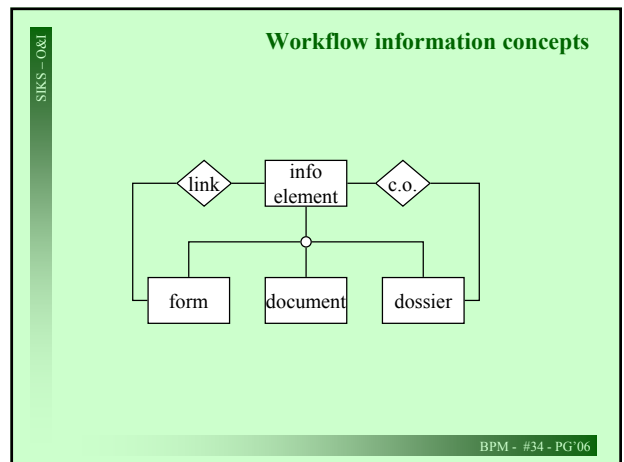 SIKS – O&I
Workflow information concepts
link
info
element
c.o.
form
document
dossier
BPM - #34 - PG'06